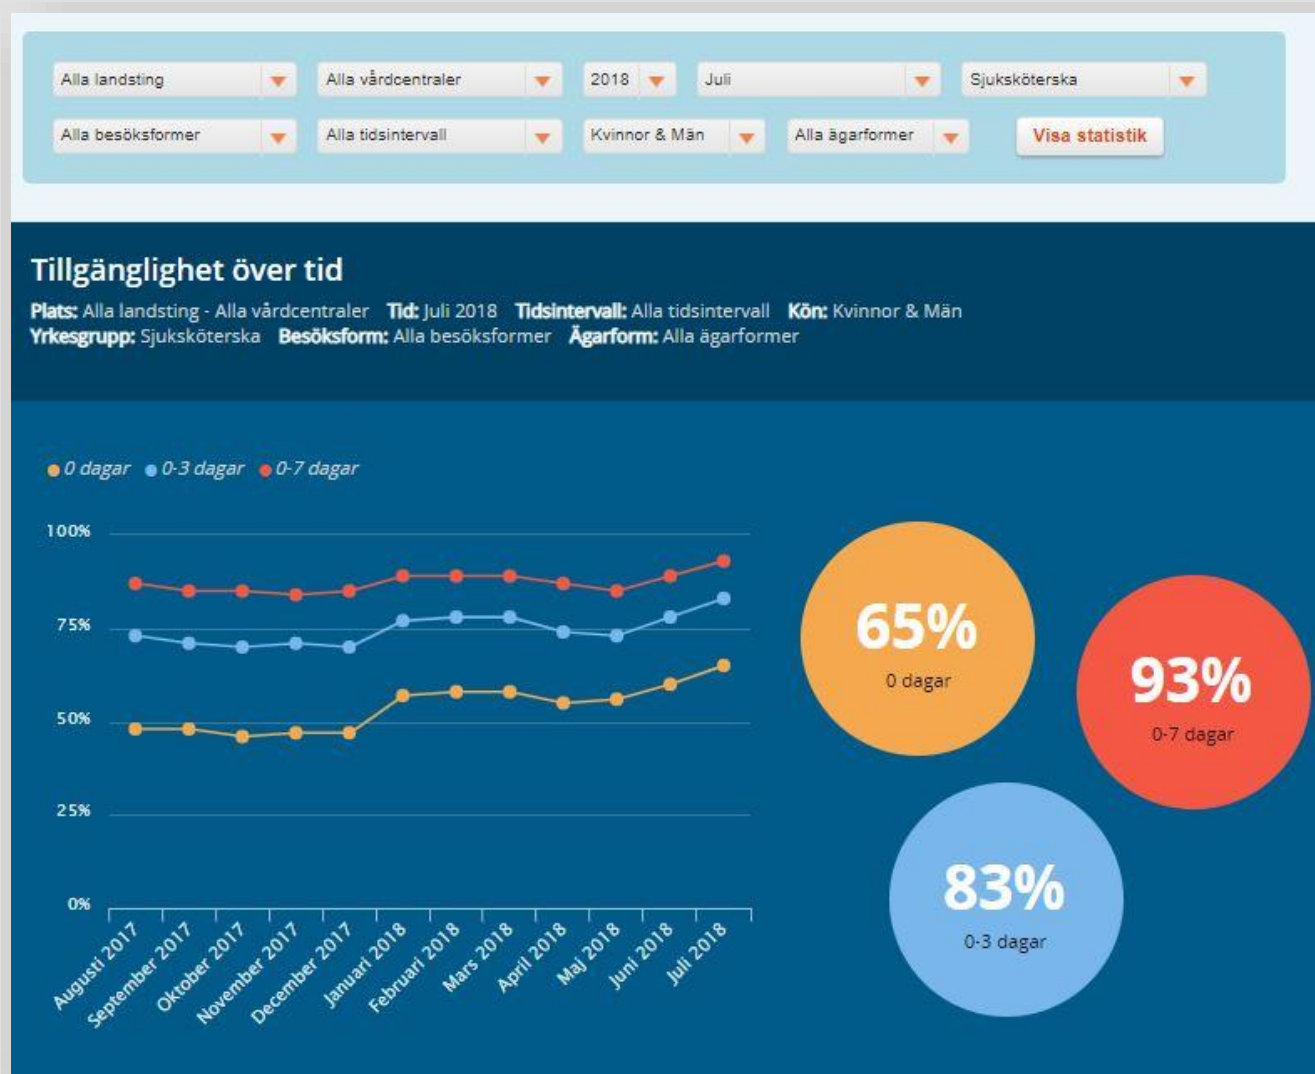 Alla landsting Alla vårdcentraler 2018 Juli Sjuksköterska
Alla besöksformer Alla tidsintervall Kvinnor & Män Alla ägarformer Visa statistik
Tillgänglighet över tid
Plats: Alla landsting - Alla vårdcentraler Tid: Juli 2018 Tidsintervall: Alla tidsintervall Kön: Kvinnor & Män
Yrkesgrupp: Sjuksköterska Besöksform: Alla besöksformer Ägarform: Alla ägarformer
0 dagar 0-3 dagar 0-7 dagar
100%
75%
50%
25%
0%
Augusti 2017
September 2017
Oktober 2017
November 2017
December 2017
Januari 2018
Februari 2018
Mars 2018
April 2018
Maj 2018
Juni 2018
Juli 2018
65%
0 dagar
93%
0-7 dagar
83%
0-3 dagar